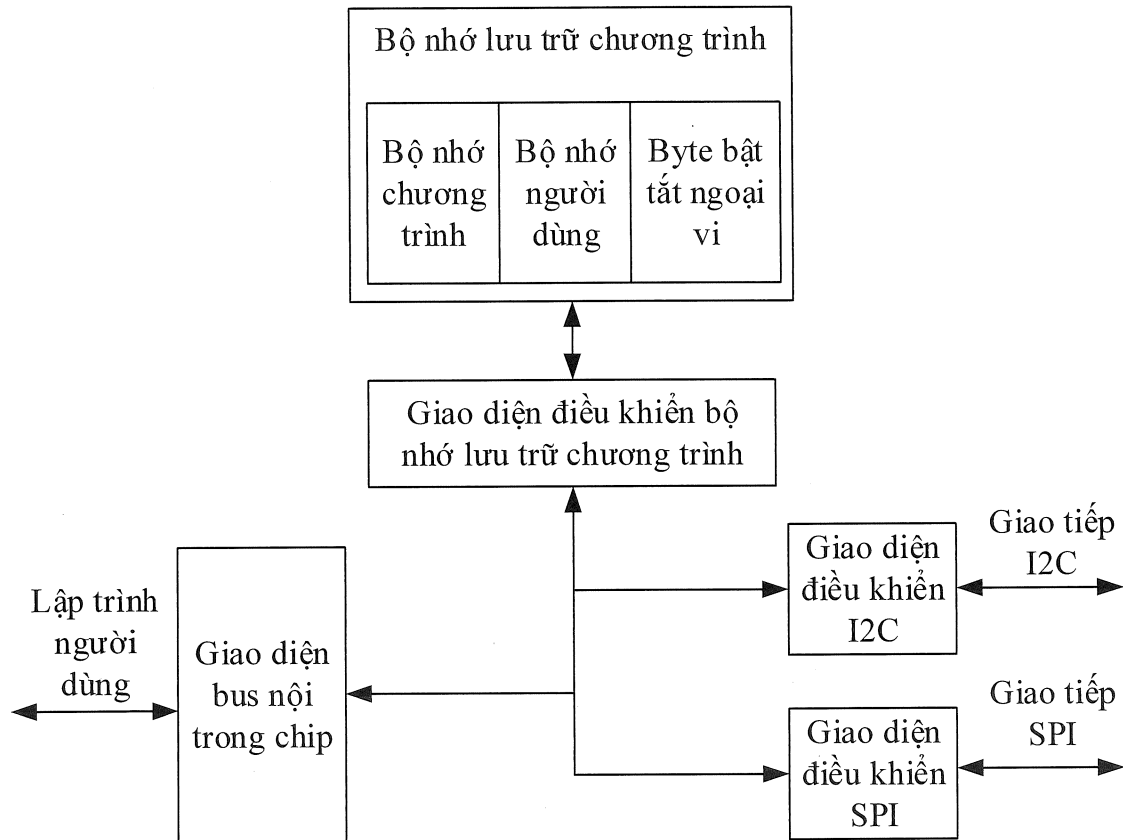 Bộ nhớ lưu trữ chương trình
Bộ nhớ
chương
trình
Bộ nhớ
người
dùng
Byte bật
tắt ngoại
vi
Giao diện điều khiển bộ
nhớ lưu trữ chương trình
Lập trình
người
dùng
Giao diện
bus nội
trong chip
Giao diện
điều khiển
I2C
Giao tiếp
I2C
Giao diện
điều khiển
SPI
Giao tiếp
SPI